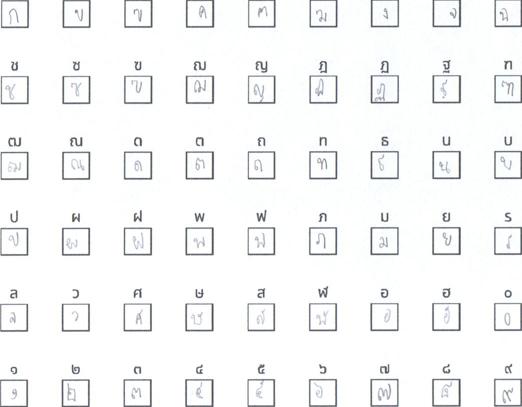 ก ข ฃ ค ฅ ฆ ง จ ฉ
ช ซ ฃ ฌ ญ ฎ ฏ ฐ ฑ
ช ซ ฃ ฌ ญ ฎ ฏ ฐ ฑ
ฒ ณ ด ต ถ ท ธ น บ
ฒ ณ ด ต ถ ท ธ น บ
ป ผ ฝ พ ฟ ภ ม ย ร
ป ผ ฝ พ ฟ ภ ม ย ร
ล ว ศ ษ ส ฬ อ ฮ ๐
ล ว ศ ษ ส ฬ อ ฮ ๐
๑ ๒ ๓ ๔ ๕ ๖ ๗ ๘ ๙
๑ ๒ ๓ ๔ ๕ ๖ ๗ ๘ ๙